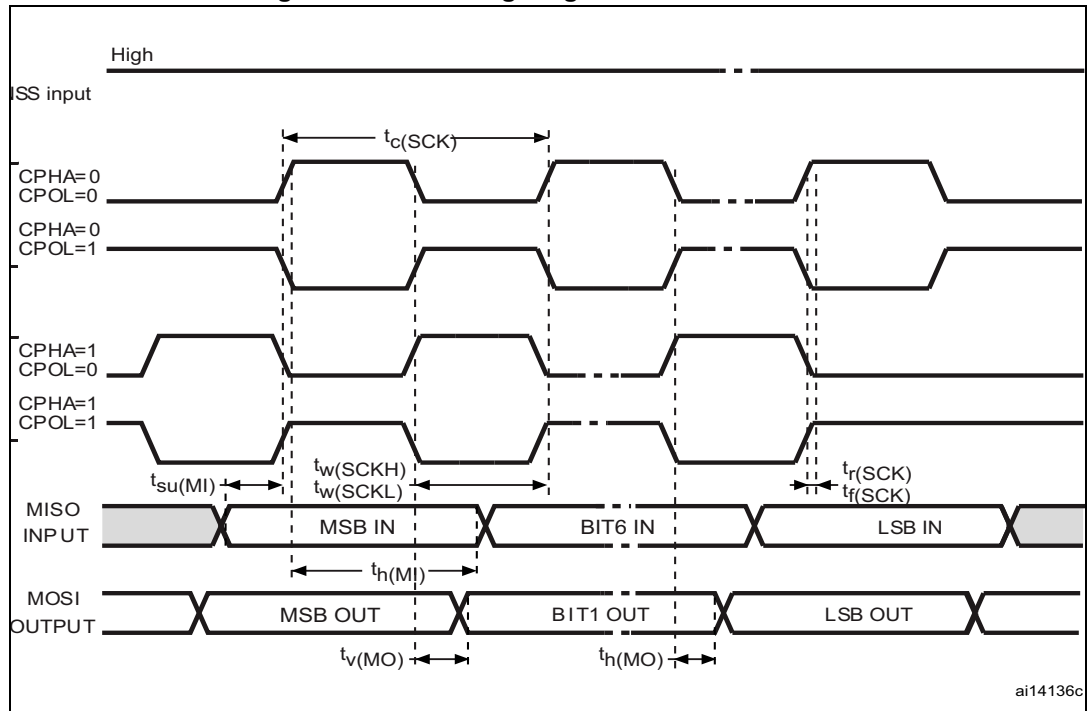 High
SS input
tc(SCK)
CPHA=0
CPOL=0
CPHA=0
CPOL=1
CPHA=1
CPOL=0
CPHA=1
CPOL=1
tsu(MI)
tw(SCKH)
tw(SCKL)
tr(SCK)
tf(SCK)
MISO
INPUT
MSB IN
BIT6 IN
LSB IN
th(MI)
MOSI
OUTPUT
MSB OUT
BIT1 OUT
LSB OUT
tv(MO)
th(MO)
ai14136c